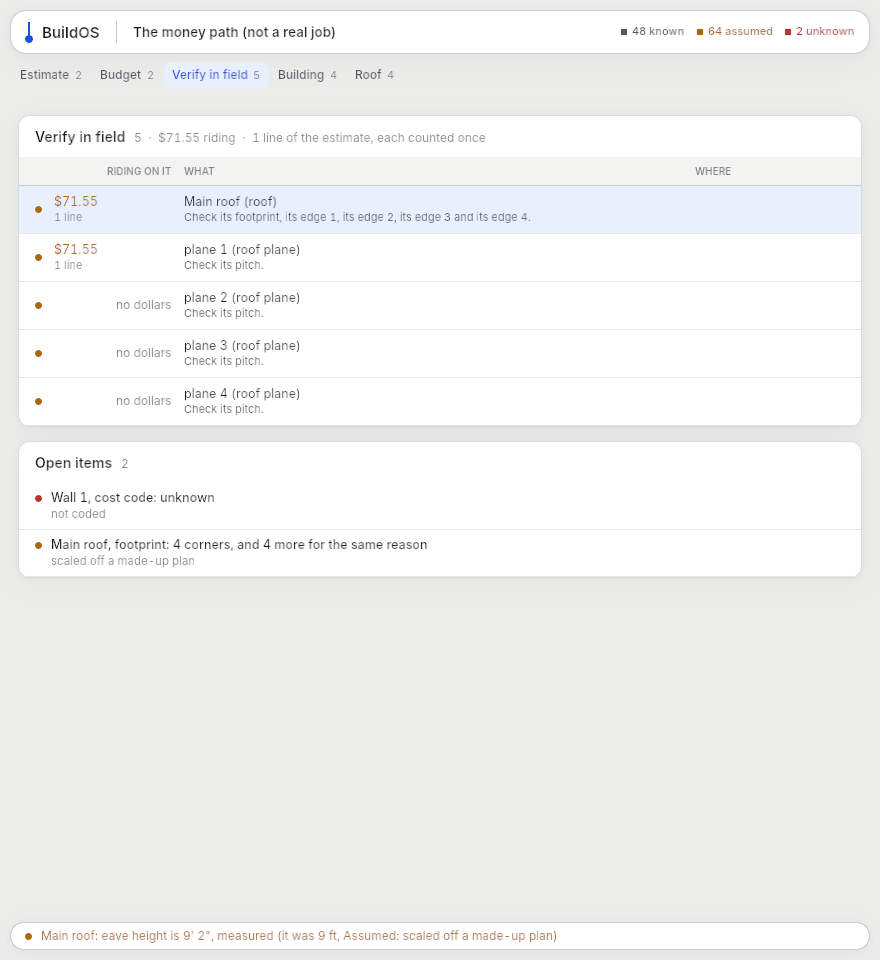 BuildOS
The money path (not a real job)
48 known
64 assumed
2 unknown
Estimate 2
Budget 2
Verify in field 5
Building 4
Roof 4
Verify in field 5 · $71.55 riding · 1 line of the estimate, each counted once
RIDING ON IT
WHAT
WHERE
$71.55
1 line
Main roof (roof)
Check its footprint, its edge 1, its edge 2, its edge 3 and its edge 4.
$71.55
1 line
plane 1 (roof plane)
Check its pitch.
no dollars
plane 2 (roof plane)
Check its pitch.
no dollars
plane 3 (roof plane)
Check its pitch.
no dollars
plane 4 (roof plane)
Check its pitch.
Open items 2
Wall 1, cost code: unknown
not coded
Main roof, footprint: 4 corners, and 4 more for the same reason
scaled off a made-up plan
Main roof: eave height is 9' 2", measured (it was 9 ft, Assumed: scaled off a made-up plan)